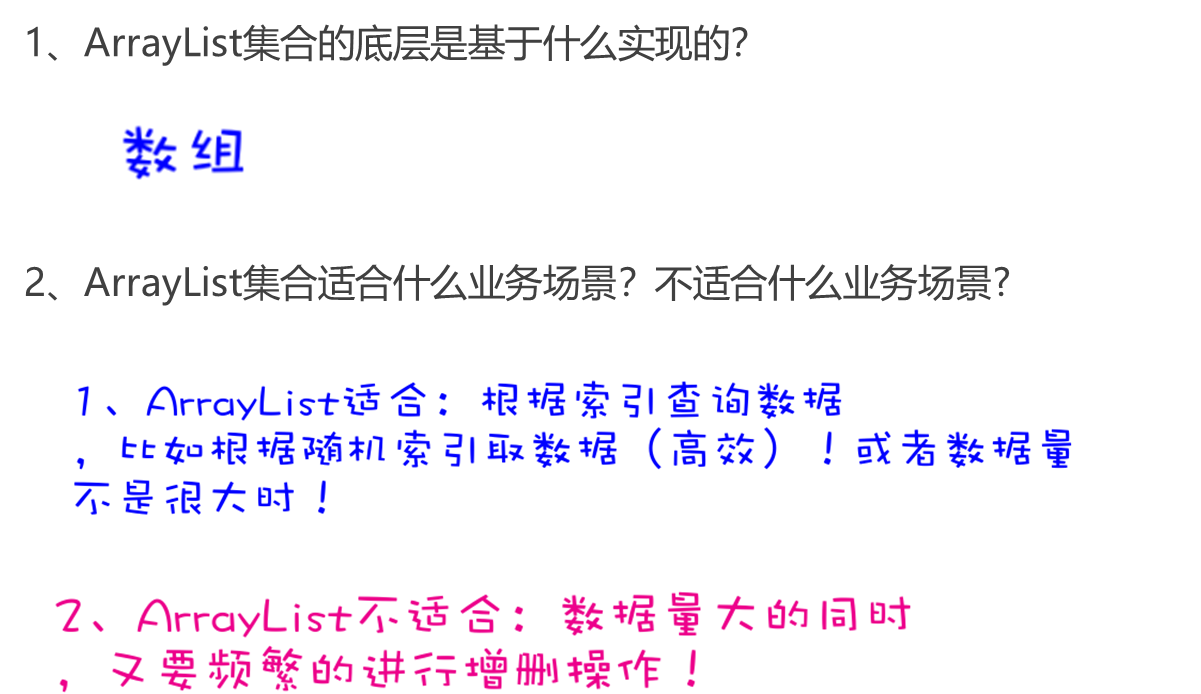 1、ArrayList集合的底层是基于什么实现的?
数组
2、ArrayList集合适合什么业务场景？不适合什么业务场景?
1、ArrayList适合：根据索引查询数据
，比如根据随机索引取数据（高效）！或者数据量
不是很大时！
2、ArrayList不适合：数据量大的同时
，又要频繁的进行增删操作！